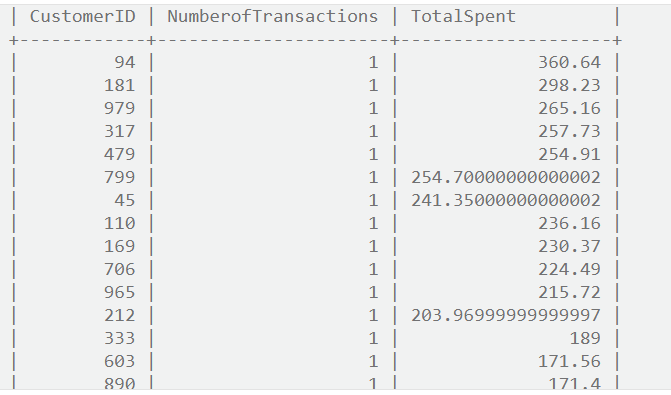 | CustomerID | NumberofTransactions | TotalSpent         |
+------------+----------------------+--------------------+
|         94 |                    1 |             360.64 |
|        181 |                    1 |             298.23 |
|        979 |                    1 |             265.16 |
|        317 |                    1 |             257.73 |
|        479 |                    1 |             254.91 |
|        799 |                    1 | 254.70000000000002 |
|         45 |                    1 | 241.35000000000002 |
|        110 |                    1 |             236.16 |
|        169 |                    1 |             230.37 |
|        706 |                    1 |             224.49 |
|        965 |                    1 |             215.72 |
|        212 |                    1 | 203.96999999999997 |
|        333 |                    1 |                189 |
|        603 |                    1 |             171.56 |
|        890 |                    1 |              171.4 |